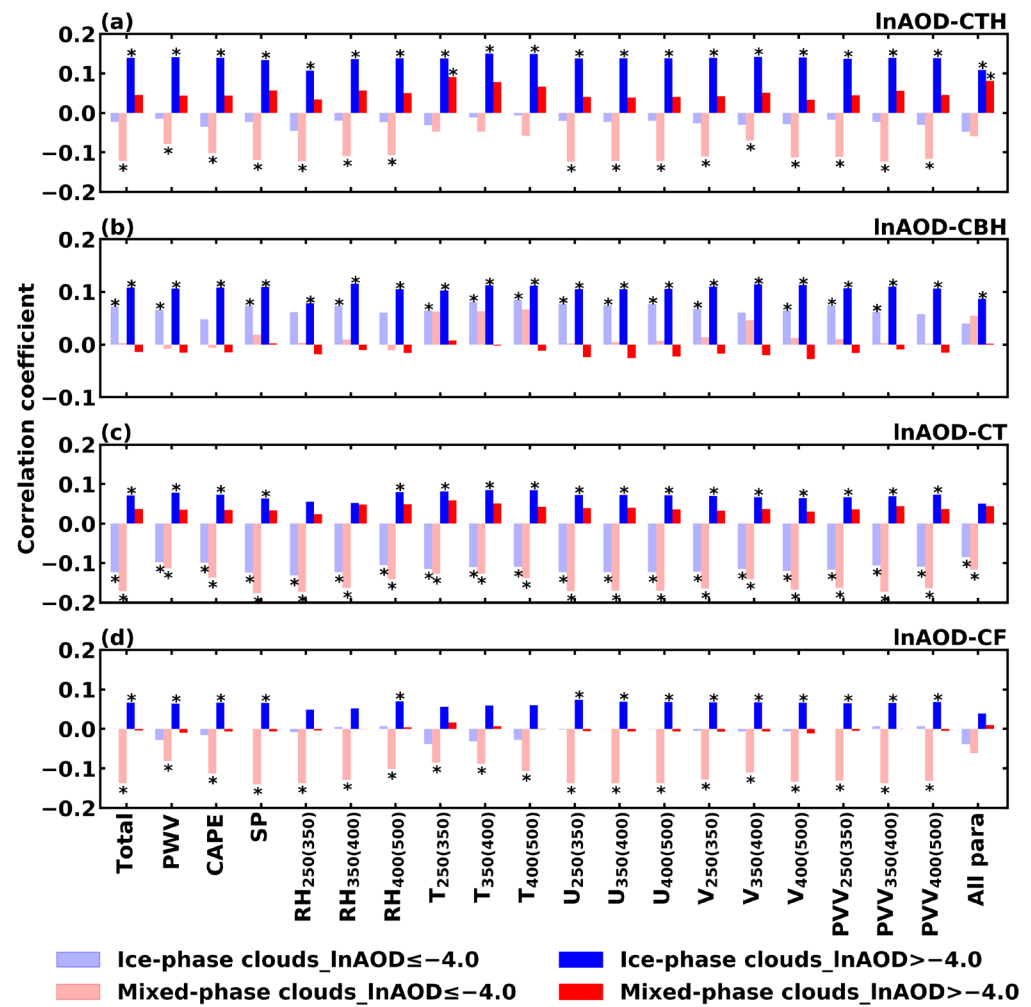 (a) lnAOD-CTH
0.2
0.1
0.0
−0.1
−0.2
(b) lnAOD-CBH
0.2
0.1
0.0
−0.1
(c) lnAOD-CT
0.2
0.1
0.0
−0.1
−0.2
(d) lnAOD-CF
0.2
0.1
0.0
−0.1
−0.2
Correlation coefficient
Total
PWV
CAPE
SP
RH250(350)
RH350(400)
RH400(500)
T250(350)
T350(400)
T400(500)
U250(350)
U350(400)
U400(500)
V250(350)
V350(400)
V400(500)
PVV250(350)
PVV350(400)
PVV400(500)
All para
Ice-phase clouds_lnAOD≤−4.0 Ice-phase clouds_lnAOD>−4.0
Mixed-phase clouds_lnAOD≤−4.0 Mixed-phase clouds_lnAOD>−4.0